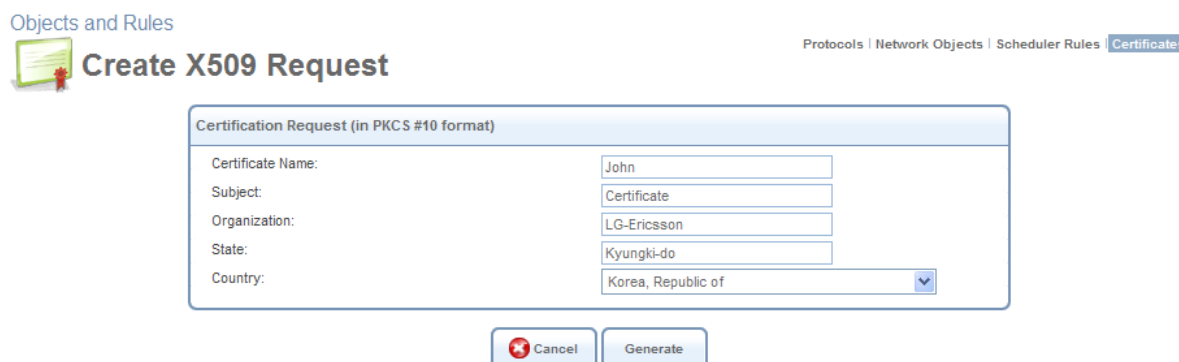 Objects and Rules
Create X509 Request
Protocols | Network Objects | Scheduler Rules | Certificate
Certification Request (in PKCS #10 format)
Certificate Name: John
Subject: Certificate
Organization: LG-Ericsson
State: Kyungki-do
Country: Korea, Republic of
Cancel Generate